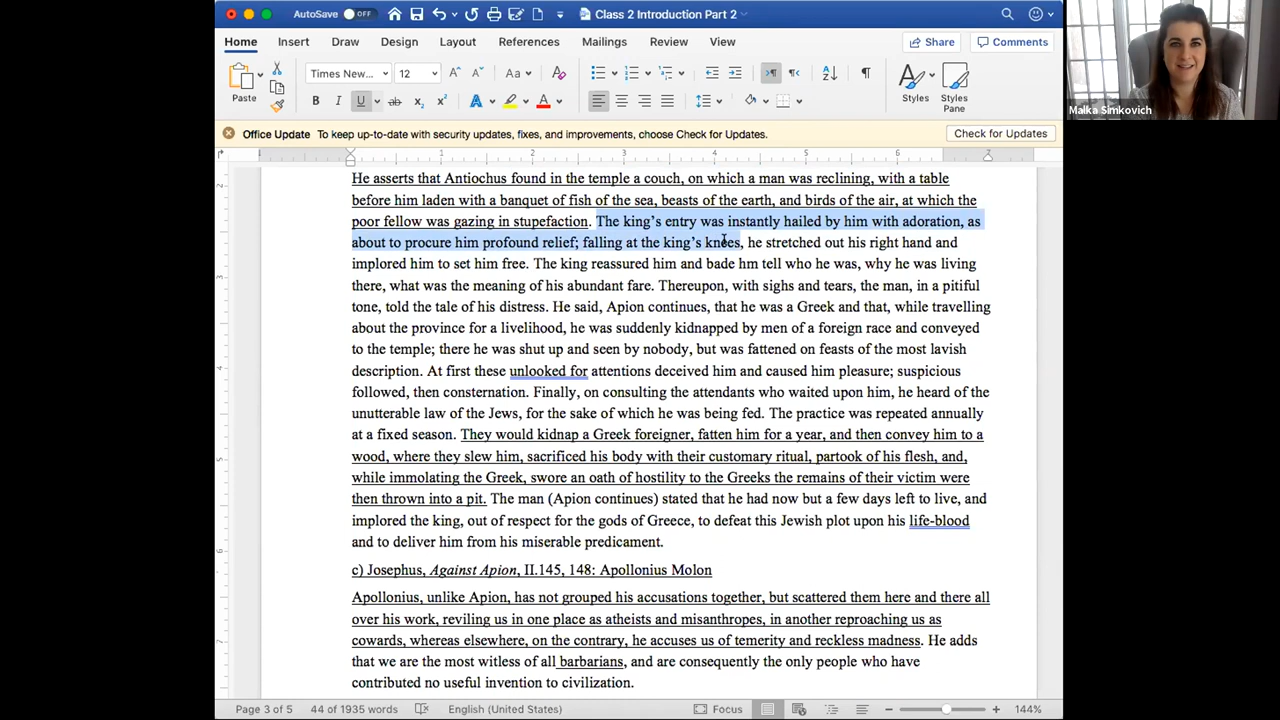 AutoSave OFF Class 2 Introduction Part 2
Home Insert Draw Design Layout References Mailings Review View Share Comments
Paste Times New... 12 Aa Styles Styles Pane
B I U ab x₂ x² A A
Malka Simkovich
Office Update To keep up-to-date with security updates, fixes, and improvements, choose Check for Updates. Check for Updates
1 1 2 3 4 5 6 7
He asserts that Antiochus found in the temple a couch, on which a man was reclining, with a table
before him laden with a banquet of fish of the sea, beasts of the earth, and birds of the air, at which the
poor fellow was gazing in stupefaction. The king's entry was instantly hailed by him with adoration, as
about to procure him profound relief; falling at the king's knees, he stretched out his right hand and
implored him to set him free. The king reassured him and bade hm tell who he was, why he was living
there, what was the meaning of his abundant fare. Thereupon, with sighs and tears, the man, in a pitiful
tone, told the tale of his distress. He said, Apion continues, that he was a Greek and that, while travelling
about the province for a livelihood, he was suddenly kidnapped by men of a foreign race and conveyed
to the temple; there he was shut up and seen by nobody, but was fattened on feasts of the most lavish
description. At first these unlooked for attentions deceived him and caused him pleasure; suspicious
followed, then consternation. Finally, on consulting the attendants who waited upon him, he heard of the
unutterable law of the Jews, for the sake of which he was being fed. The practice was repeated annually
at a fixed season. They would kidnap a Greek foreigner, fatten him for a year, and then convey him to a
wood, where they slew him, sacrificed his body with their customary ritual, partook of his flesh, and,
while immolating the Greek, swore an oath of hostility to the Greeks the remains of their victim were
then thrown into a pit. The man (Apion continues) stated that he had now but a few days left to live, and
implored the king, out of respect for the gods of Greece, to defeat this Jewish plot upon his life-blood
and to deliver him from his miserable predicament.
c) Josephus, Against Apion, II.145, 148: Apollonius Molon
Apollonius, unlike Apion, has not grouped his accusations together, but scattered them here and there all
over his work, reviling us in one place as atheists and misanthropes, in another reproaching us as
cowards, whereas elsewhere, on the contrary, he accuses us of temerity and reckless madness. He adds
that we are the most witless of all barbarians, and are consequently the only people who have
contributed no useful invention to civilization.
Page 3 of 5 44 of 1935 words English (United States) Focus 144%